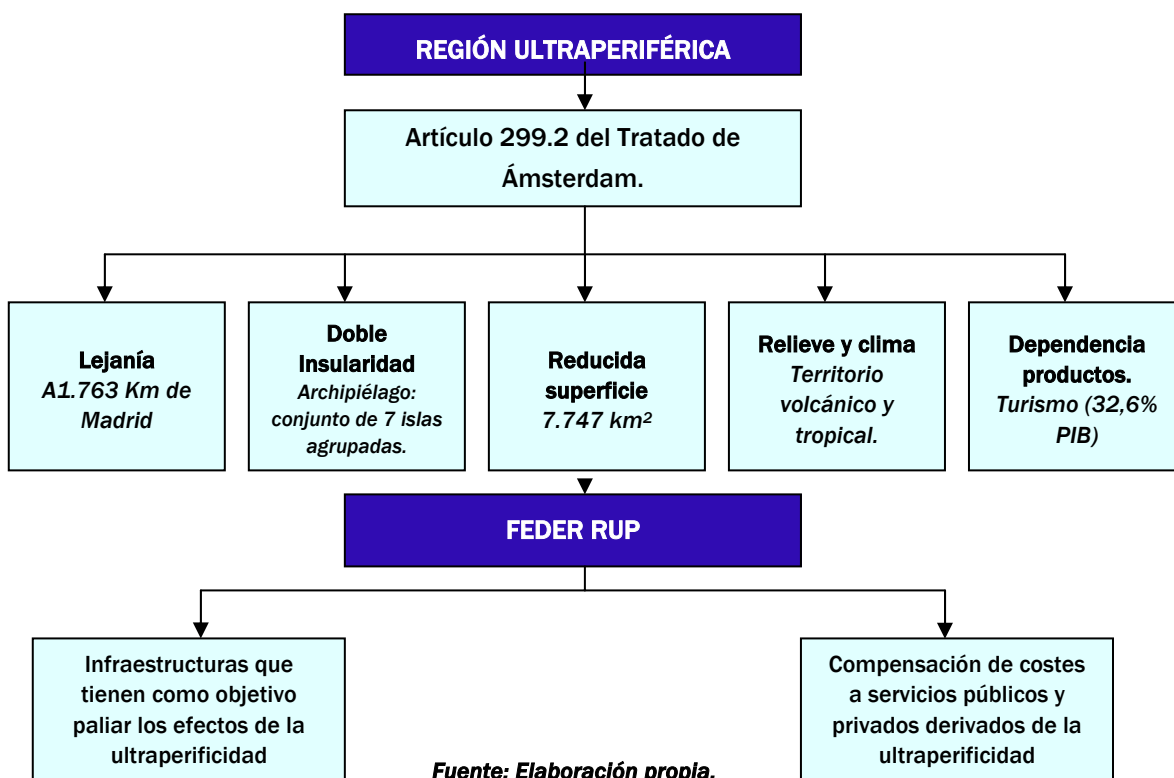 REGIÓN ULTRAPERIFÉRICA
Artículo 299.2 del Tratado de
Ámsterdam.
Lejanía
A1.763 Km de
Madrid
Doble
Insularidad
Archipiélago:
conjunto de 7 islas
agrupadas.
Reducida
superficie
7.747 km²
Relieve y clima
Territorio
volcánico y
tropical.
Dependencia
productos.
Turismo (32,6%
PIB)
FEDER RUP
Infraestructuras que
tienen como objetivo
paliar los efectos de la
ultraperificidad
Compensación de costes
a servicios públicos y
privados derivados de la
ultraperificidad
Fuente: Elaboración propia.